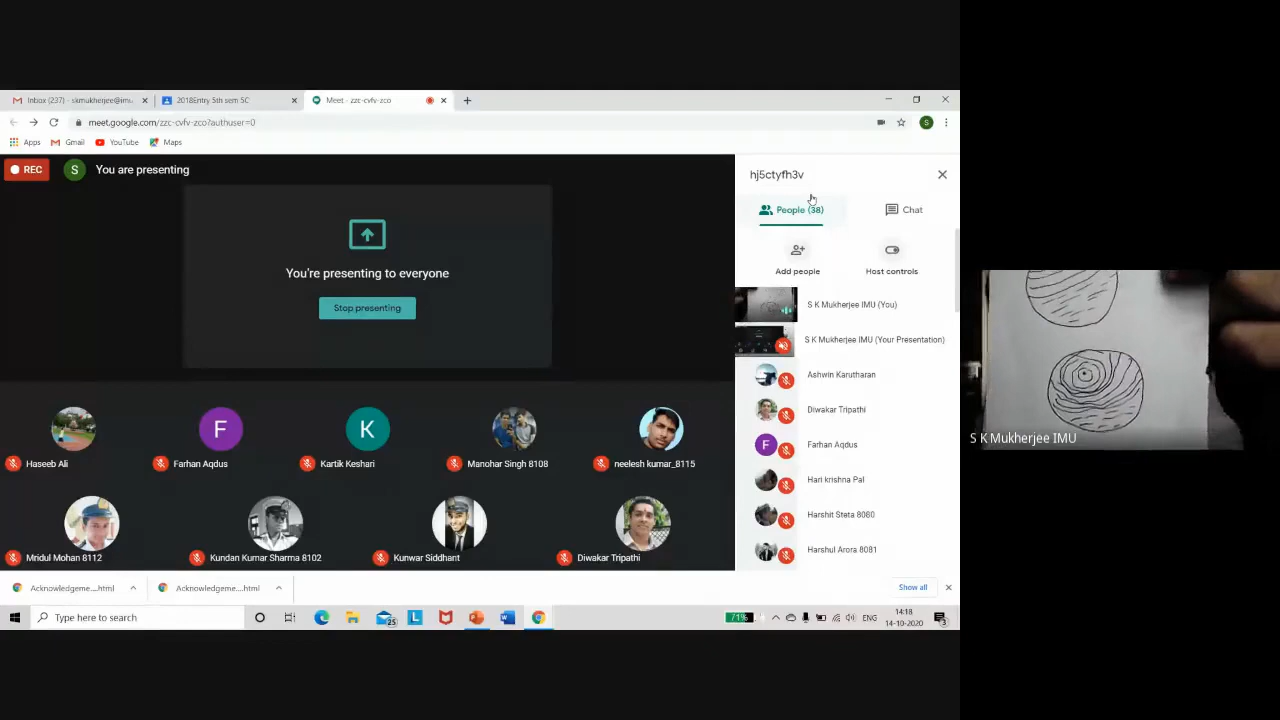 Inbox (237) - skmukherjee@imu.
2018Entry 5th sem SC
Meet - zzc-cvfv-zco
meet.google.com/zzc-cvfv-zco?authuser=0
S
Apps
Gmail
YouTube
Maps
REC
S
You are presenting
hj5ctyfh3v
People (38)
Chat
You're presenting to everyone
Add people
Host controls
Stop presenting
S K Mukherjee IMU (You)
S K Mukherjee IMU (Your Presentation)
Ashwin Karutharan
Diwakar Tripathi
F
Farhan Aqdus
Hari krishna Pal
Harshit Steta 8080
Harshul Arora 8081
F
K
Haseeb Ali
Farhan Aqdus
Kartik Keshari
Manohar Singh 8108
neelesh kumar_8115
Mridul Mohan 8112
Kundan Kumar Sharma 8102
Kunwar Siddhant
Diwakar Tripathi
S K Mukherjee IMU
Acknowledgeme....html
Acknowledgeme....html
Show all
Type here to search
25
L
71%
ENG
14:18
14-10-2020
3